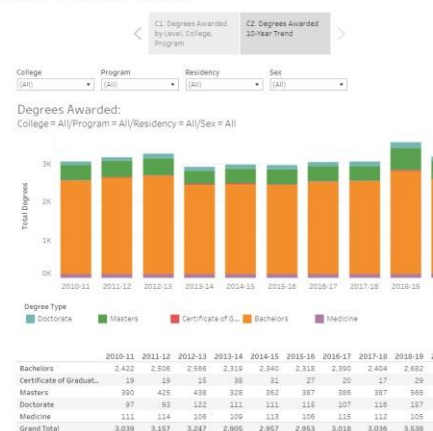 C1. Degrees Awarded by Level, College, Program
C2. Degrees Awarded 10-Year Trend
College Program Residency Sex
(All) (All) (All) (All)
Degrees Awarded:
College = All/Program = All/Residency = All/Sex = All
Total Degrees
3K
2K
1K
0K
2010-11 2011-12 2012-13 2013-14 2014-15 2015-16 2016-17 2017-18 2018-19
Degree Type
Doctorate Masters Certificate of G... Bachelors Medicine
2010-11 2011-12 2012-13 2013-14 2014-15 2015-16 2016-17 2017-18 2018-19 2
Bachelors 2,422 2,506 2,566 2,319 2,340 2,318 2,390 2,404 2,682
Certificate of Graduat... 19 19 15 38 31 27 20 17 29
Masters 390 425 438 328 362 387 386 387 565
Doctorate 97 93 122 111 111 115 107 116 157
Medicine 111 114 106 109 113 106 115 112 105
Grand Total 3,039 3,157 3,247 2,905 2,957 2,953 3,018 3,036 3,538